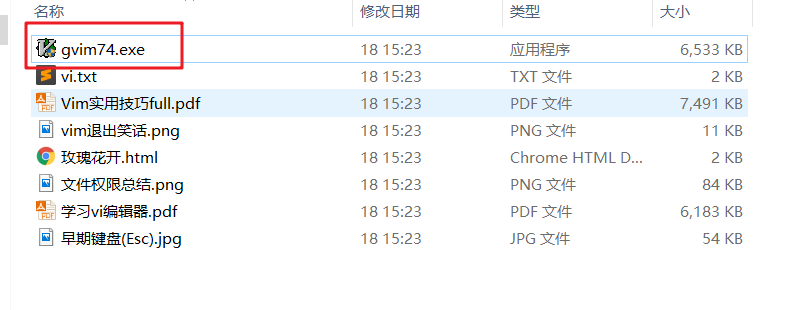 名称 修改日期 类型 大小
gvim74.exe 18 15:23 应用程序 6,533 KB
vi.txt 18 15:23 TXT 文件 2 KB
Vim实用技巧full.pdf 18 15:23 PDF 文件 7,491 KB
vim退出笑话.png 18 15:23 PNG 文件 11 KB
玫瑰花开.html 18 15:23 Chrome HTML D... 2 KB
文件权限总结.png 18 15:23 PNG 文件 84 KB
学习vi编辑器.pdf 18 15:23 PDF 文件 6,183 KB
早期键盘(Esc).jpg 18 15:23 JPG 文件 54 KB